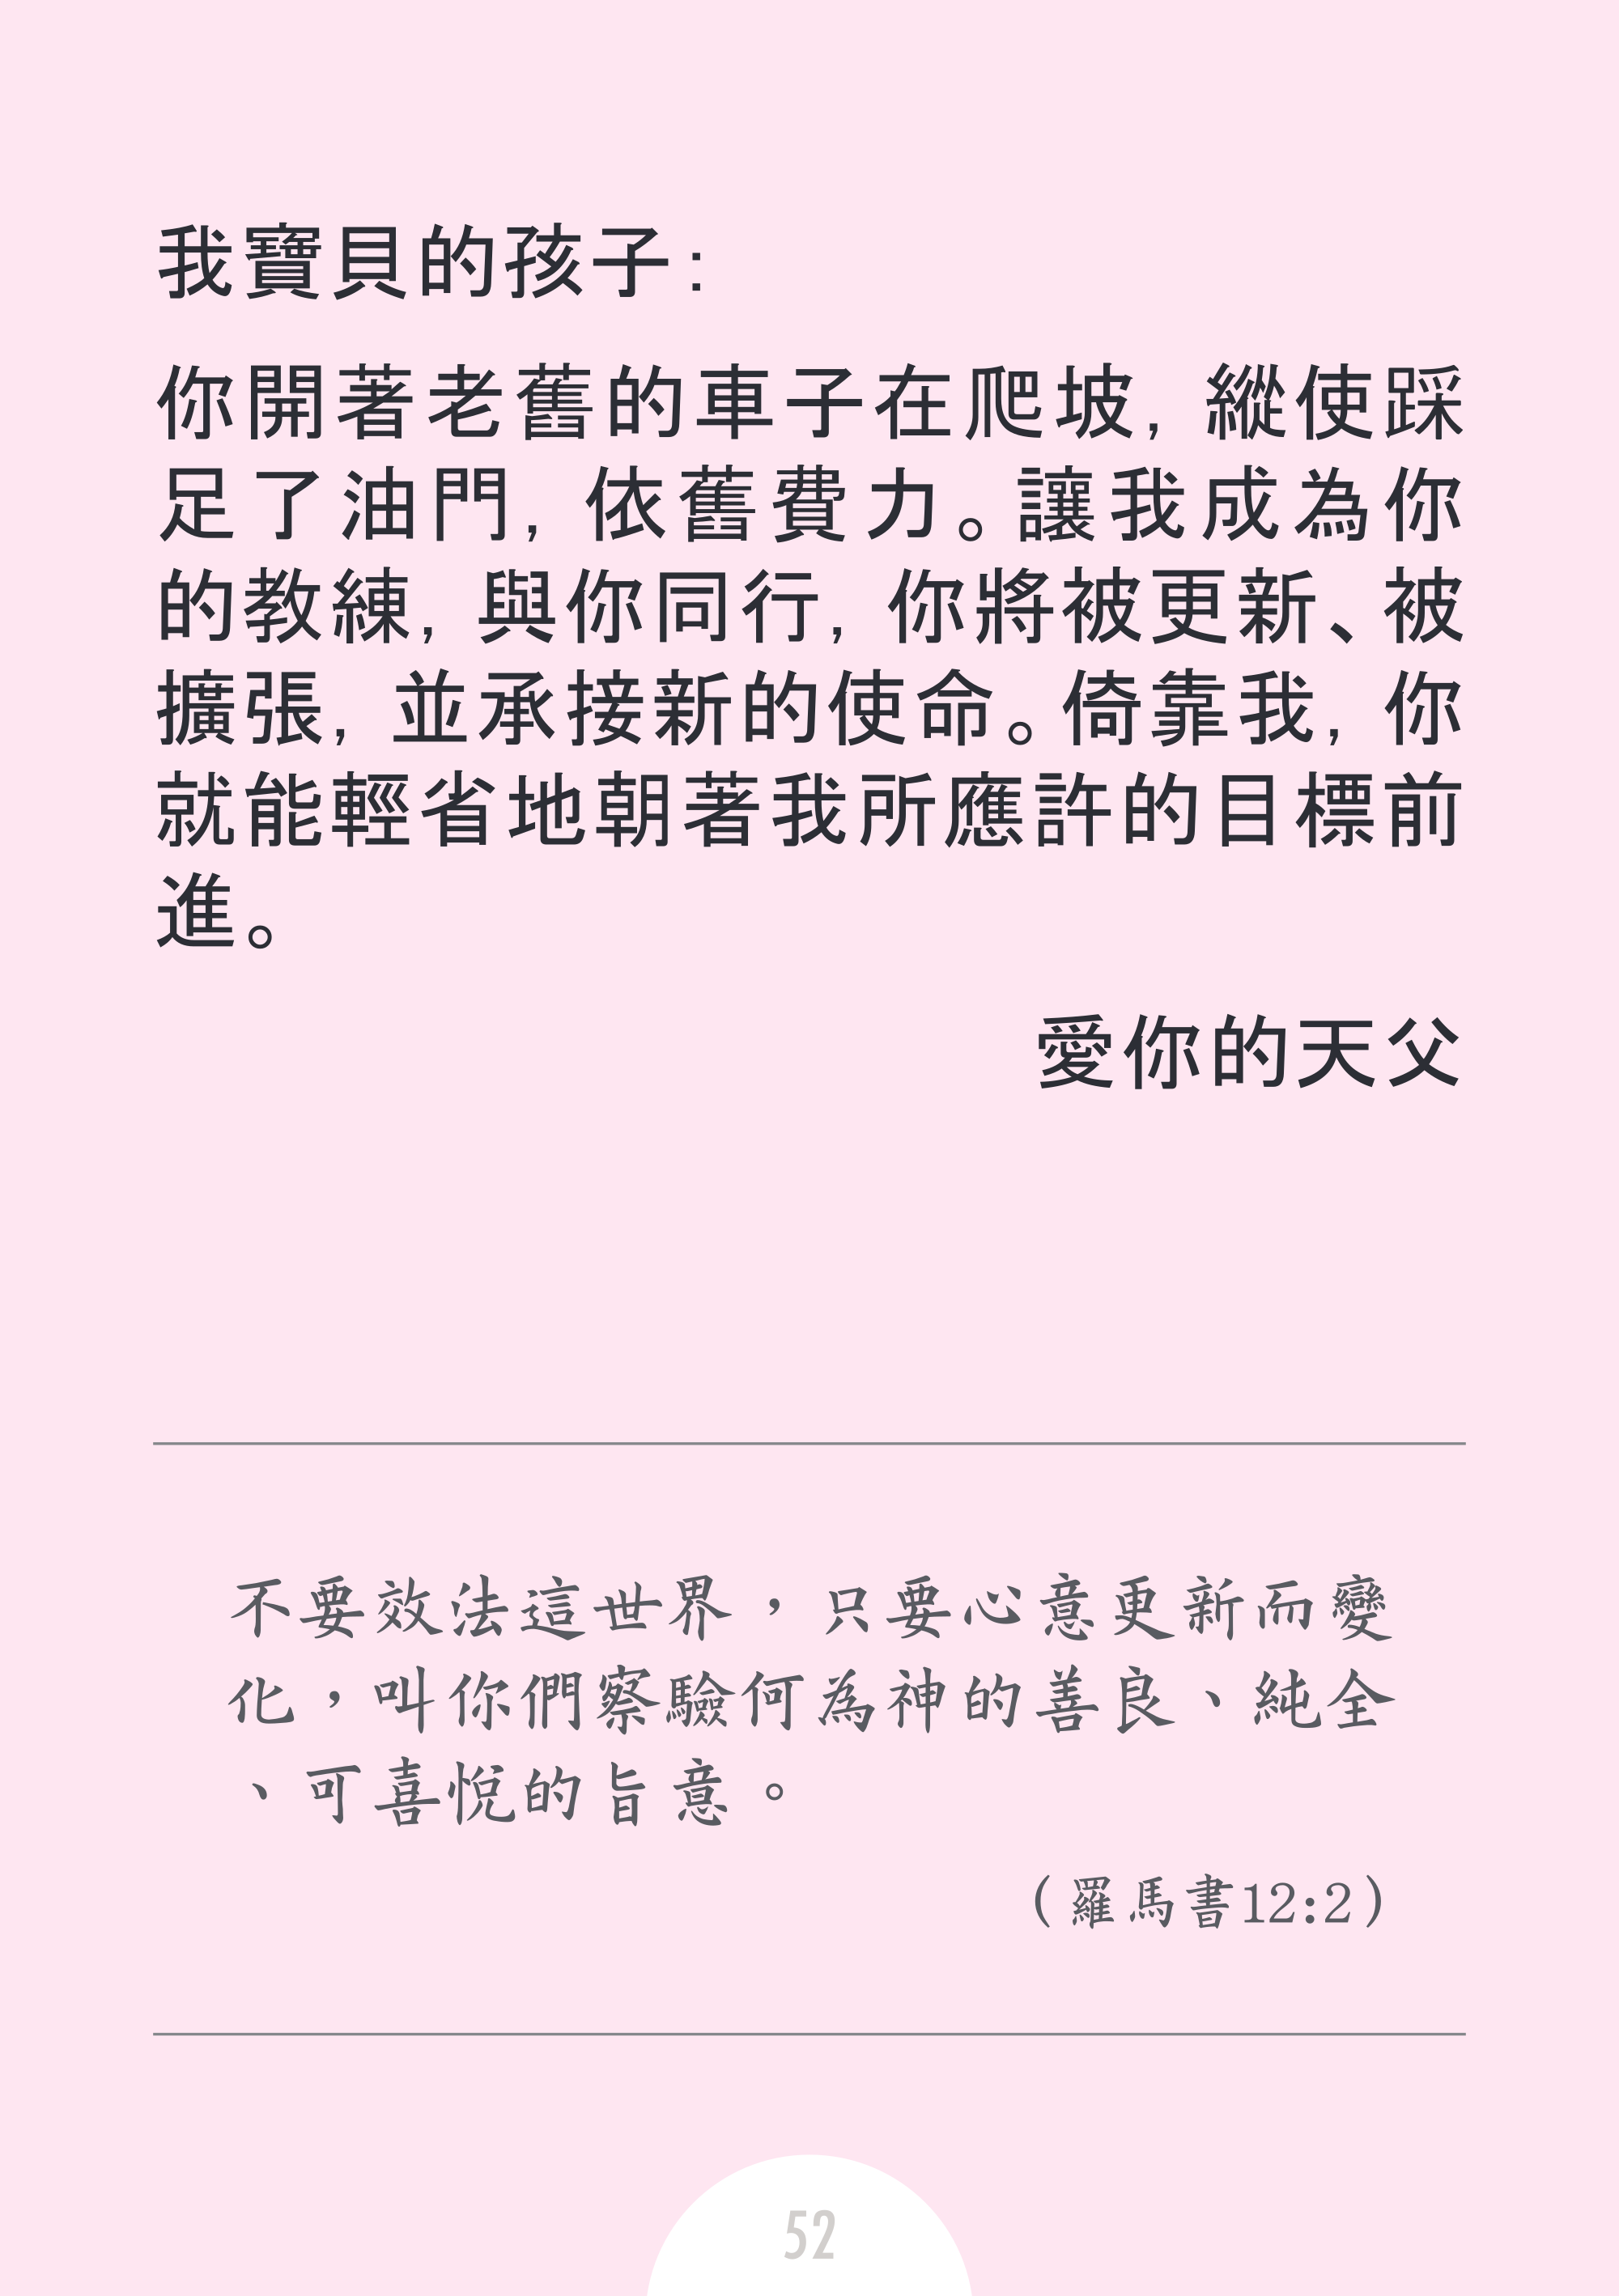 我寶貝的孩子：
你開著老舊的車子在爬坡，縱使踩
足了油門，依舊費力。讓我成為你
的教練，與你同行，你將被更新、被
擴張，並承接新的使命。倚靠我，你
就能輕省地朝著我所應許的目標前
進。
愛你的天父
不要效法這世界，只要心意更新而變
化，叫你們察驗何為神的善良、純全
、可喜悅的旨意。
（羅馬書12:2）
52